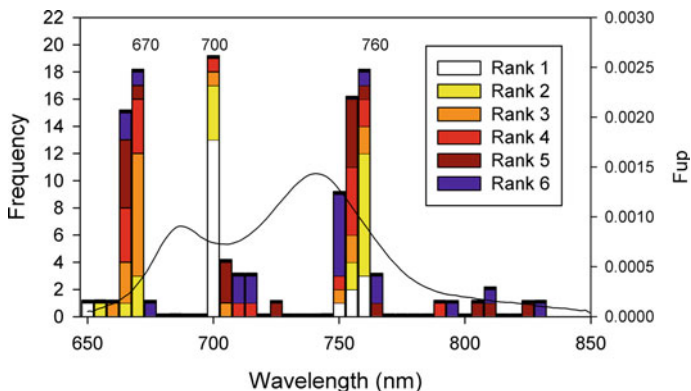 670 700 760
22
20
18
16
14
12
10
8
6
4
2
0
Frequency
Rank 1
Rank 2
Rank 3
Rank 4
Rank 5
Rank 6
0.0030
0.0025
0.0020
0.0015
0.0010
0.0005
0.0000
Fup
650 700 750 800 850
Wavelength (nm)